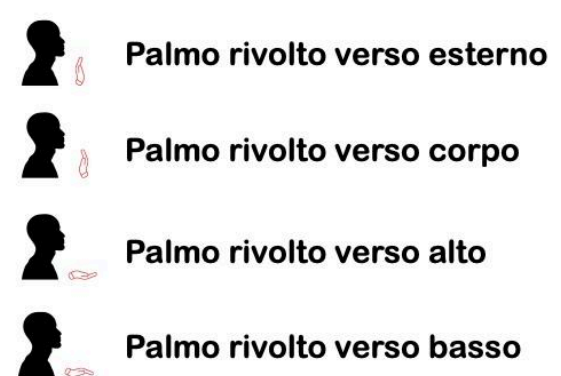 Palmo rivolto verso esterno
Palmo rivolto verso corpo
Palmo rivolto verso alto
Palmo rivolto verso basso